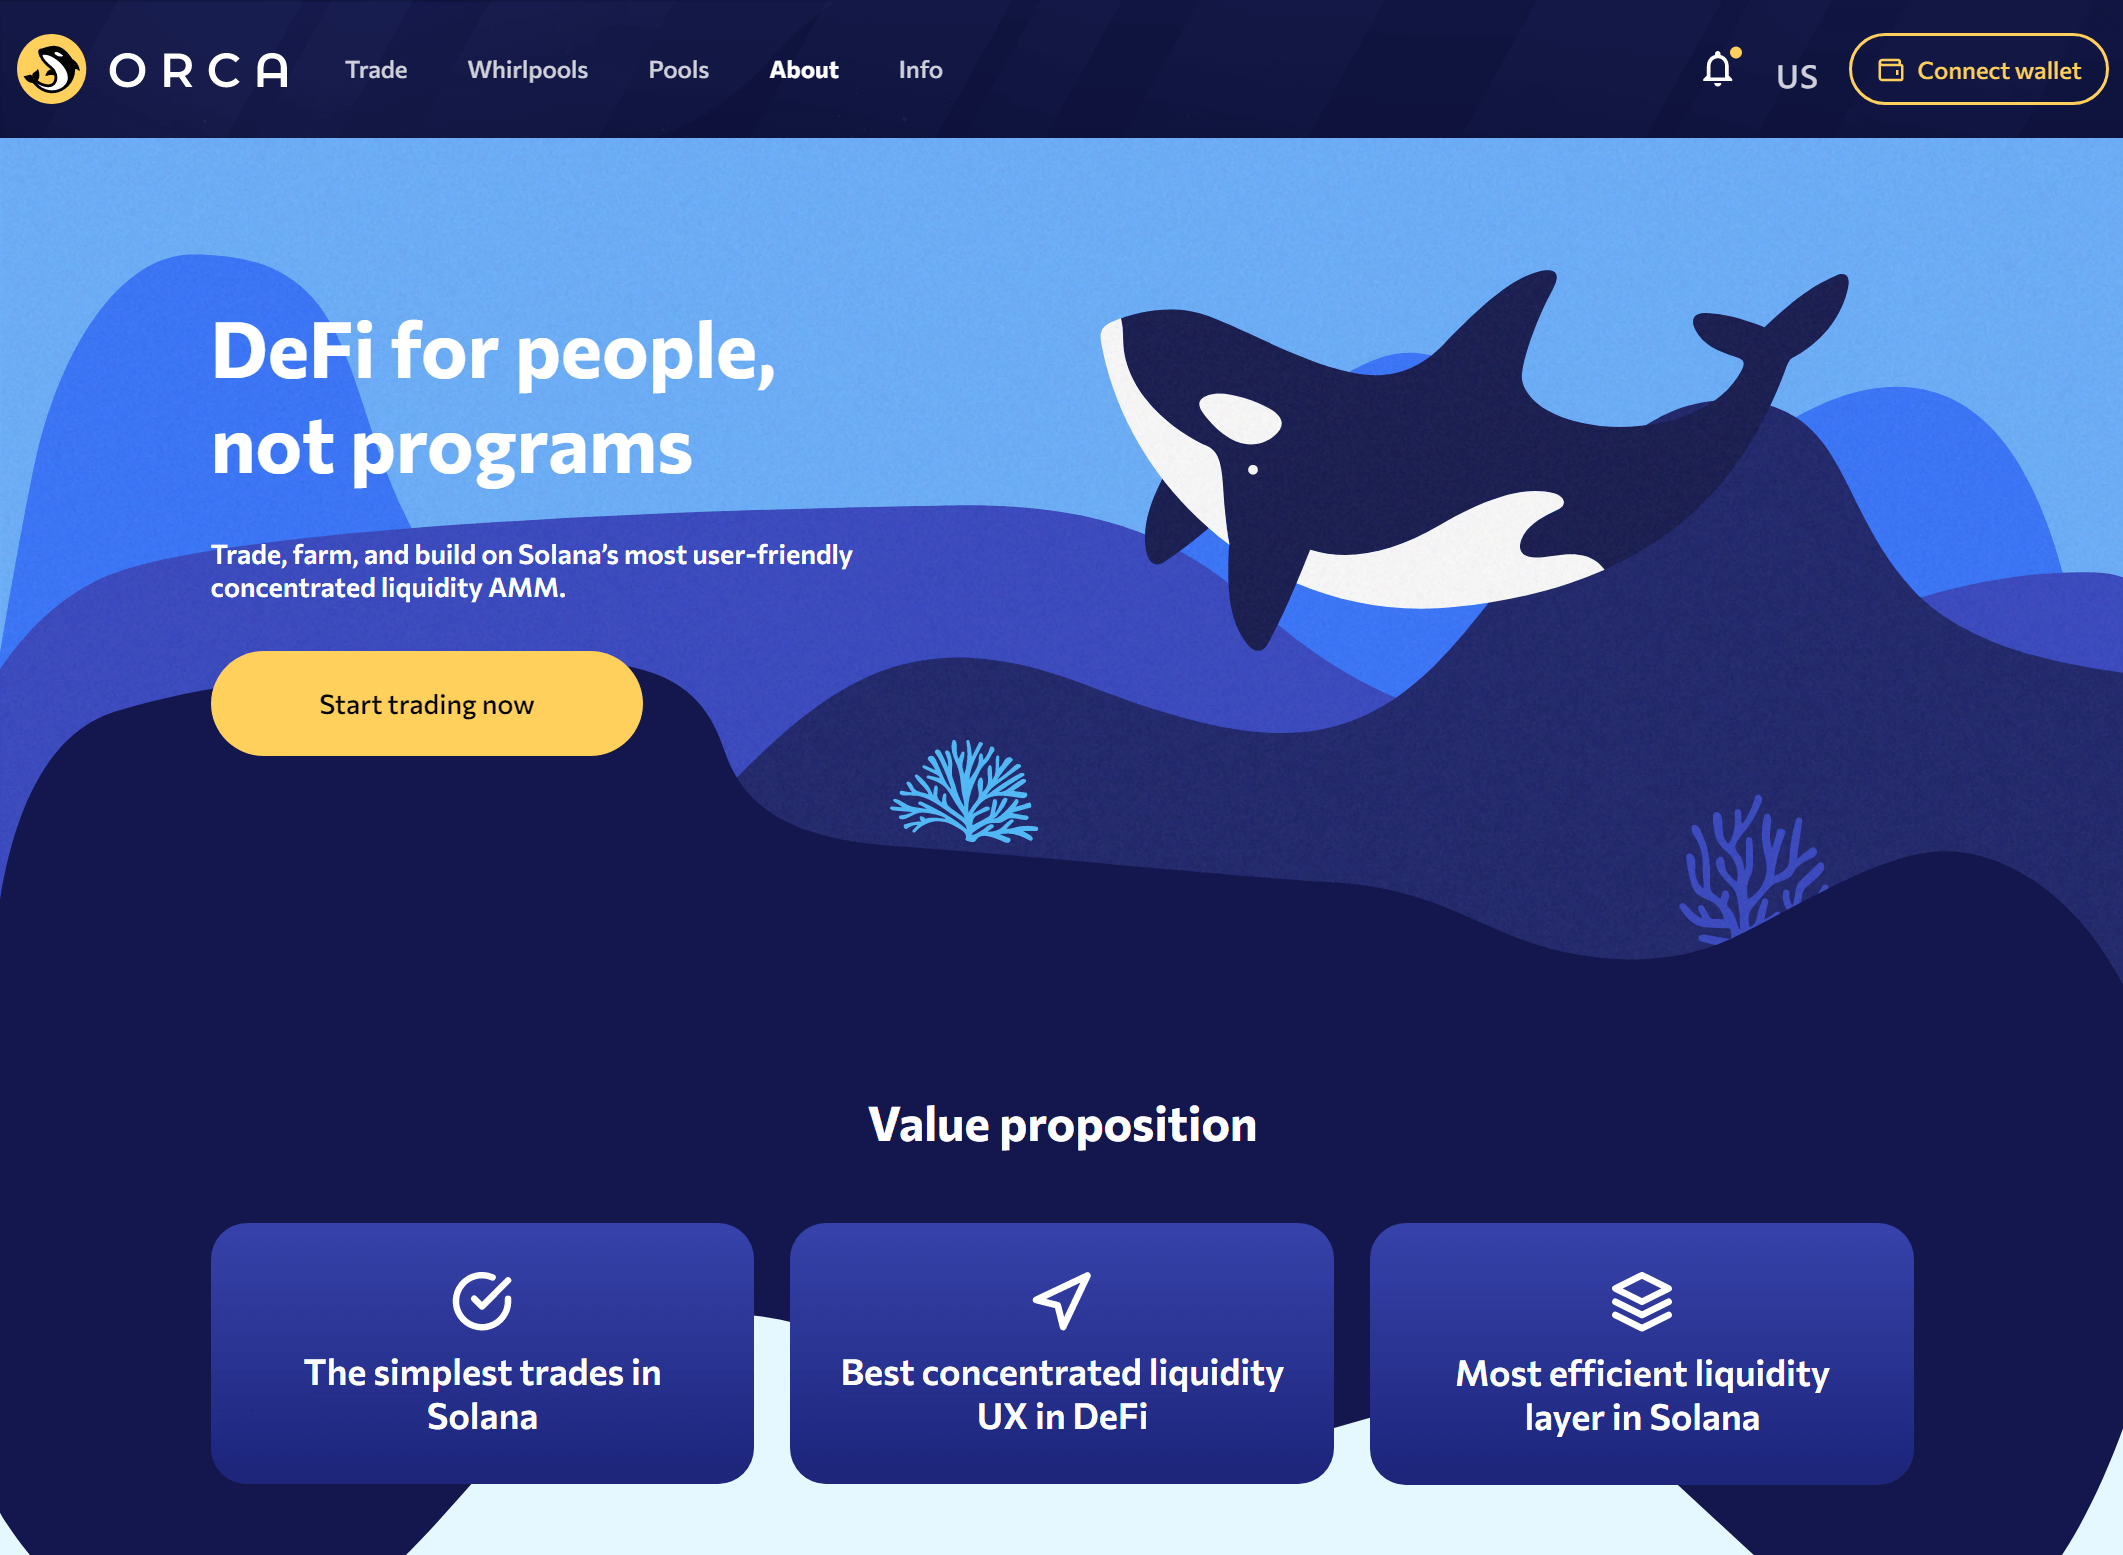 ORCA
Trade
Whirlpools
Pools
About
Info
US
Connect wallet
DeFi for people,
not programs
Trade, farm, and build on Solana’s most user-friendly
concentrated liquidity AMM.
Start trading now
Value proposition
The simplest trades in
Solana
Best concentrated liquidity
UX in DeFi
Most efficient liquidity
layer in Solana